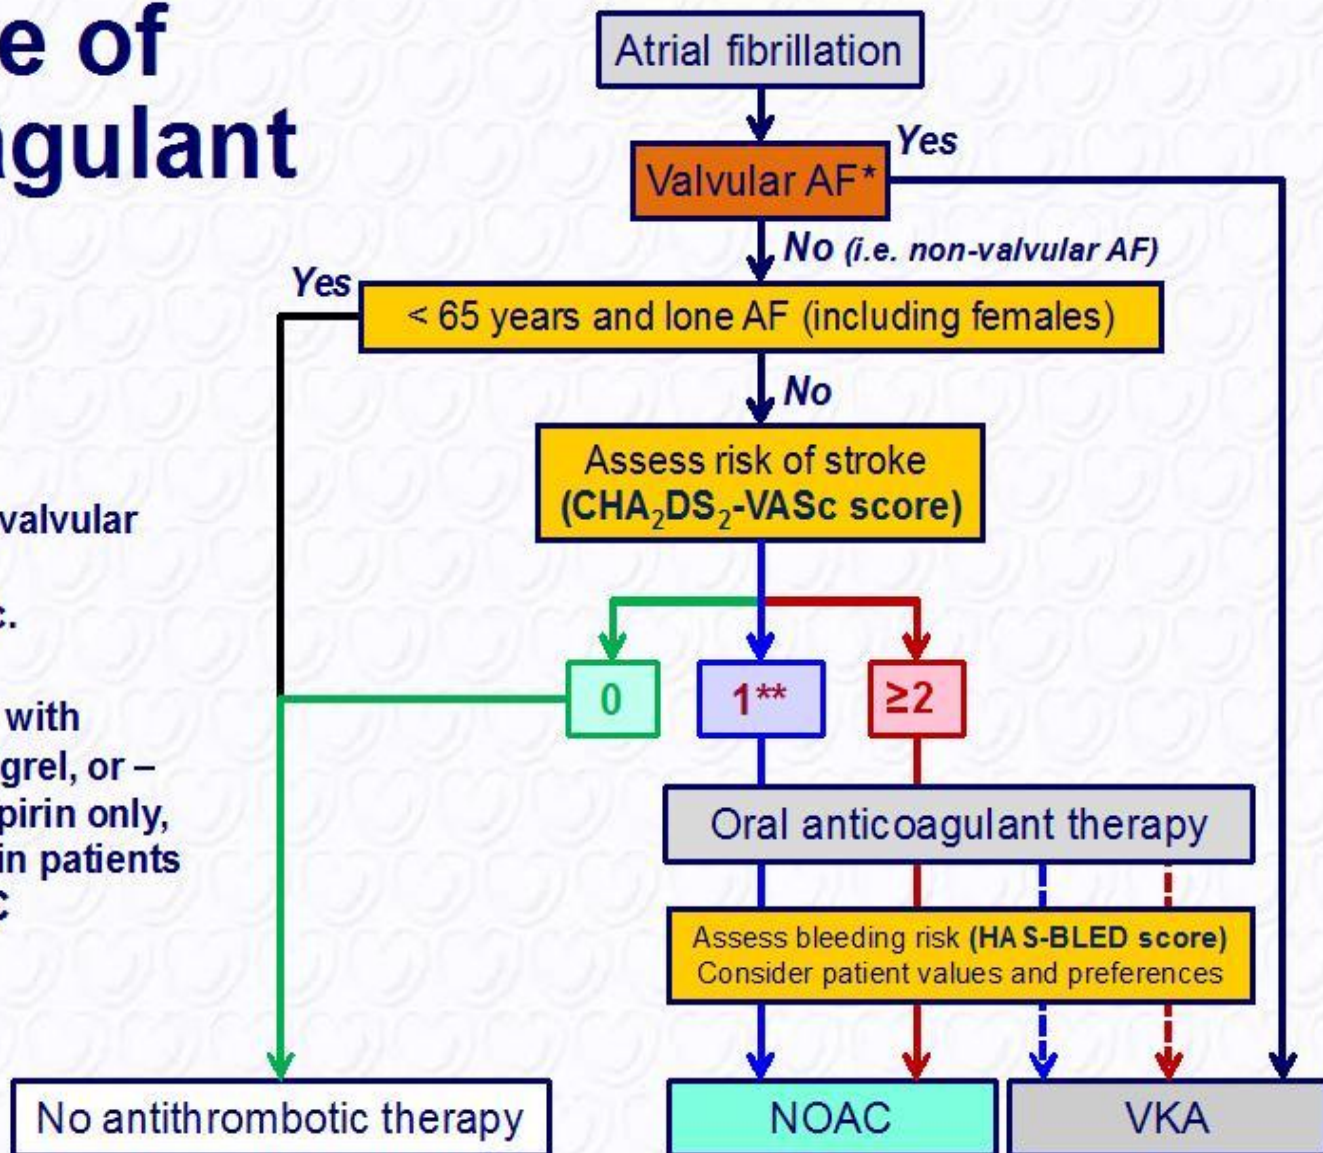 e of
agulant
Atrial fibrillation
Valvular AF*
Yes
No (i.e. non-valvular AF)
Yes
< 65 years and lone AF (including females)
No
Assess risk of stroke
(CHA₂DS₂-VASc score)
valvular
c.
with
grel, or –
pirin only,
in patients
C
0
1**
≥2
Oral anticoagulant therapy
Assess bleeding risk (HAS-BLED score)
Consider patient values and preferences
No antithrombotic therapy
NOAC
VKA